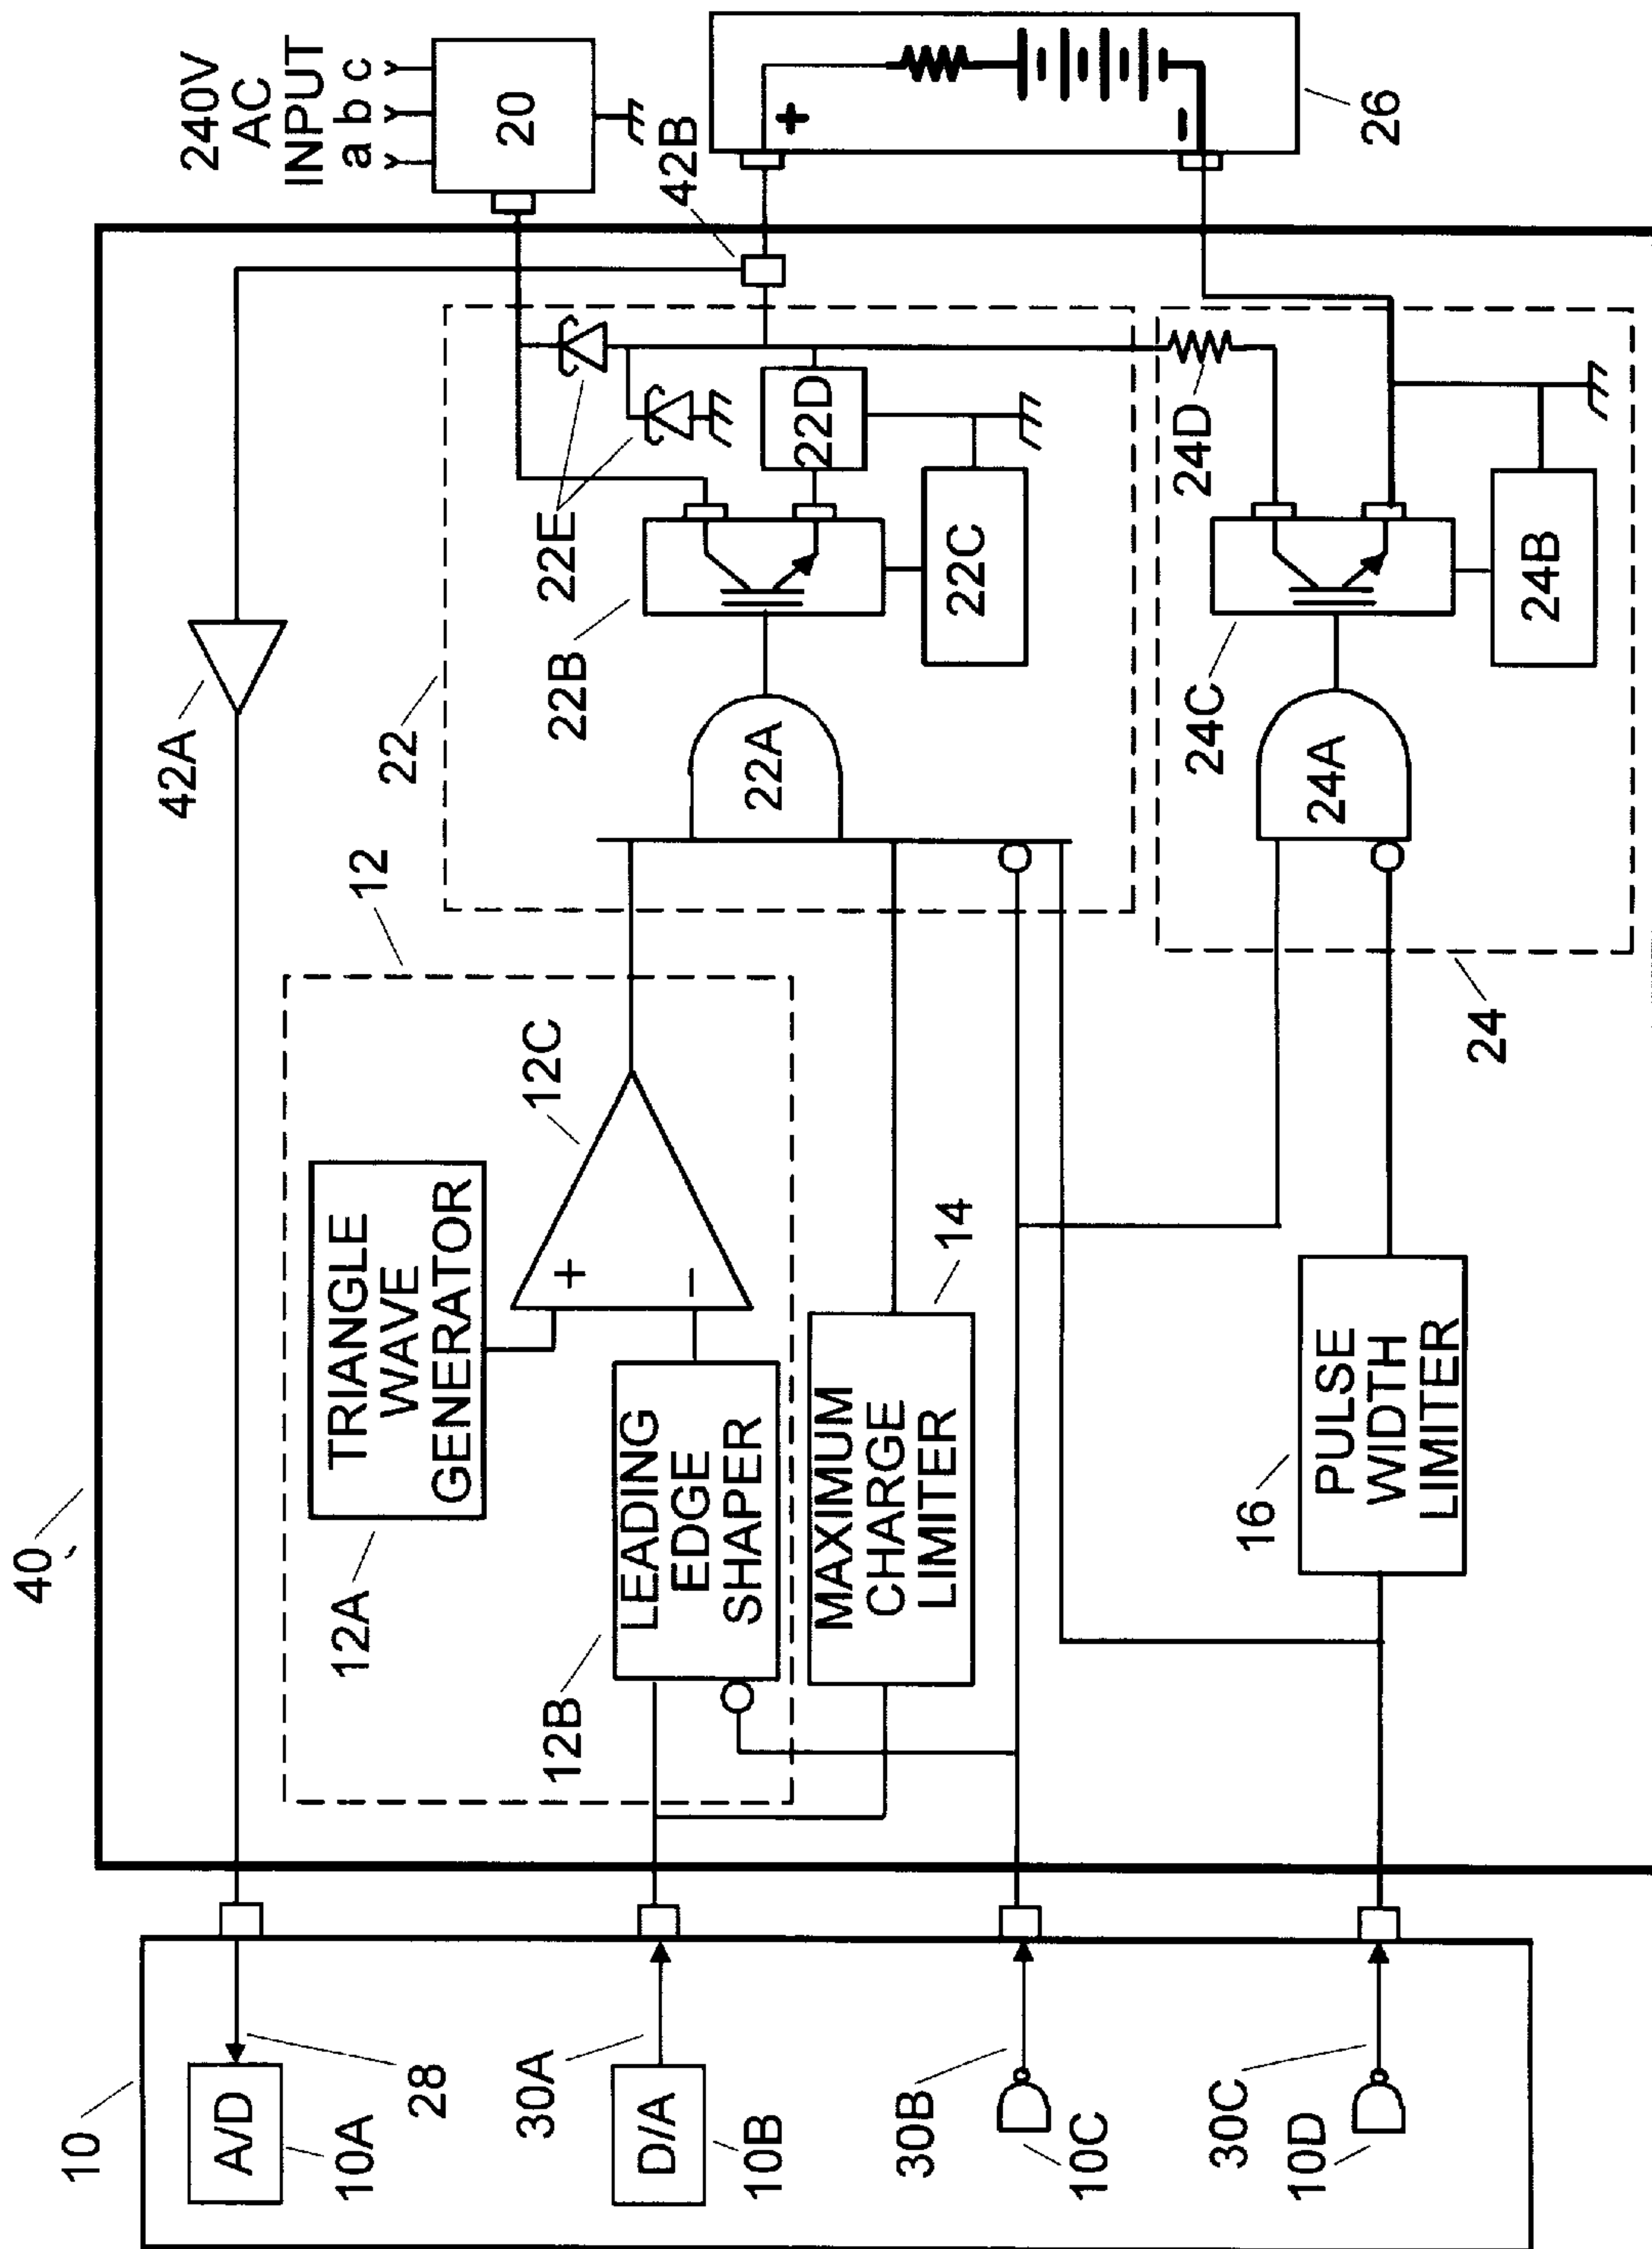 40
10
A/D
10A
28
D/A
10B
30A
30B
10C
30C
10D
12
12A
TRIANGLE
WAVE
GENERATOR
12B
LEADING
EDGE
SHAPER
12C
+
−
MAXIMUM
CHARGE
LIMITER
14
16
PULSE
WIDTH
LIMITER
42A
22
22A
22B
22C
22D
22E
24
24A
24B
24C
24D
42B
240V
AC
INPUT
a b c
20
+
-
26